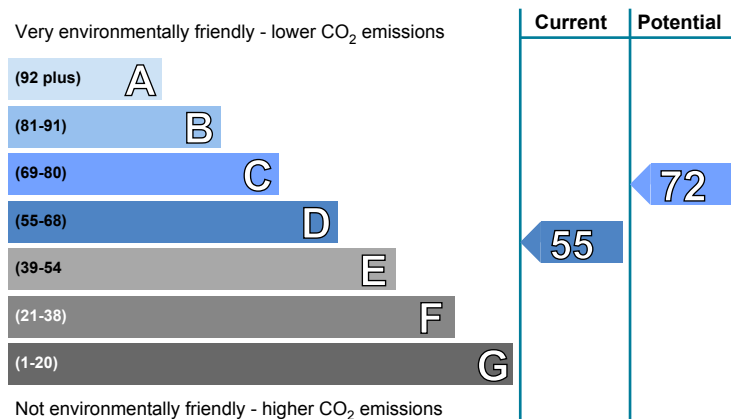 Very environmentally friendly - lower CO₂ emissions
Current
Potential
(92 plus) A
(81-91) B
(69-80) C
72
(55-68) D
55
(39-54 E
(21-38) F
(1-20) G
Not environmentally friendly - higher CO₂ emissions